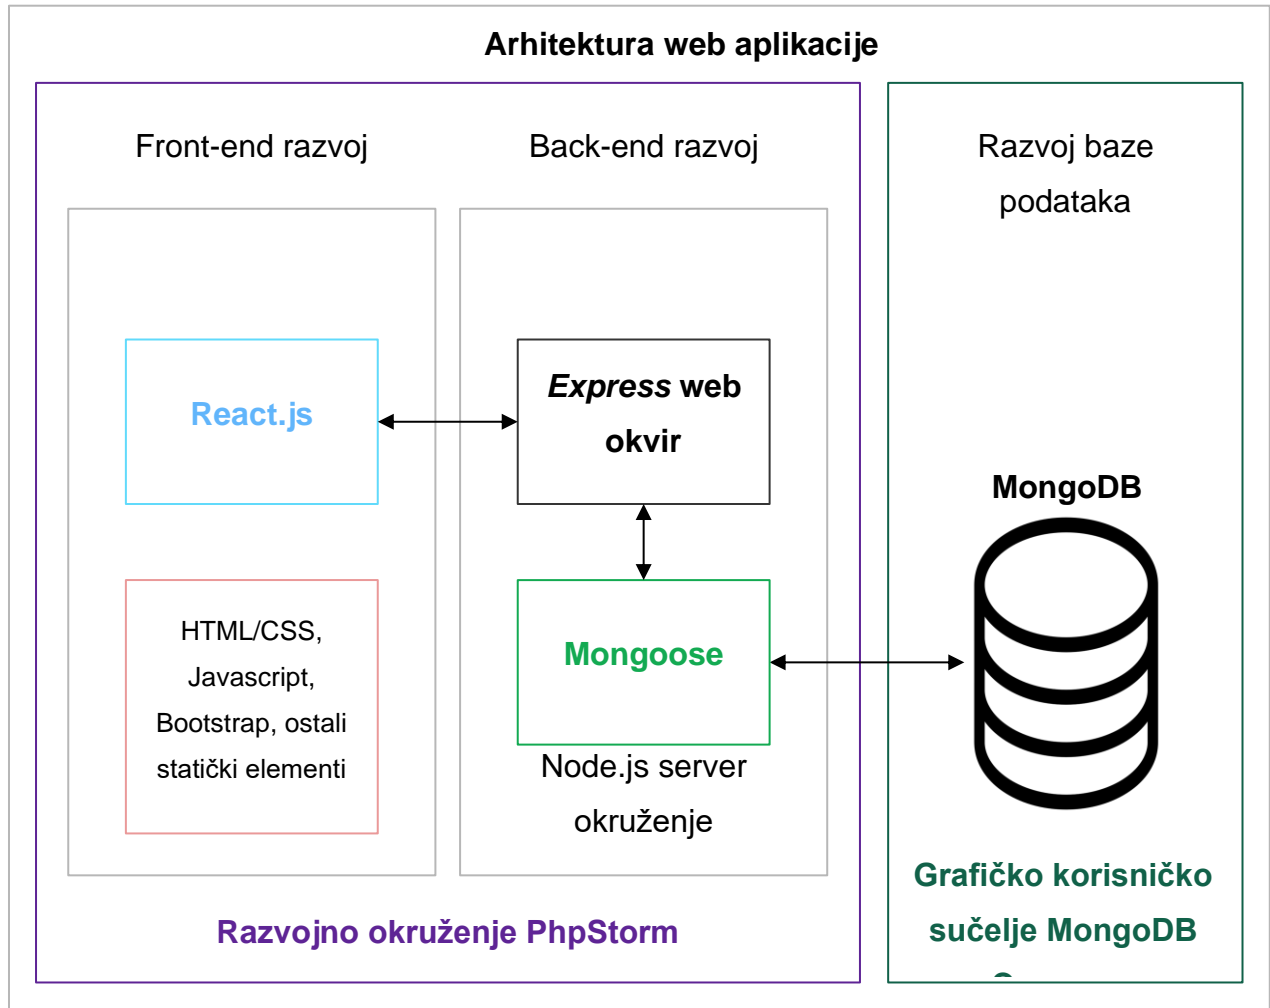 Arhitektura web aplikacije
Front-end razvoj
Back-end razvoj
Razvoj baze
podataka
React.js
Express web
okvir
MongoDB
HTML/CSS,
Javascript,
Bootstrap, ostali
statički elementi
Mongoose
Node.js server
okruženje
Razvojno okruženje PhpStorm
Grafičko korisničko
sučelje MongoDB